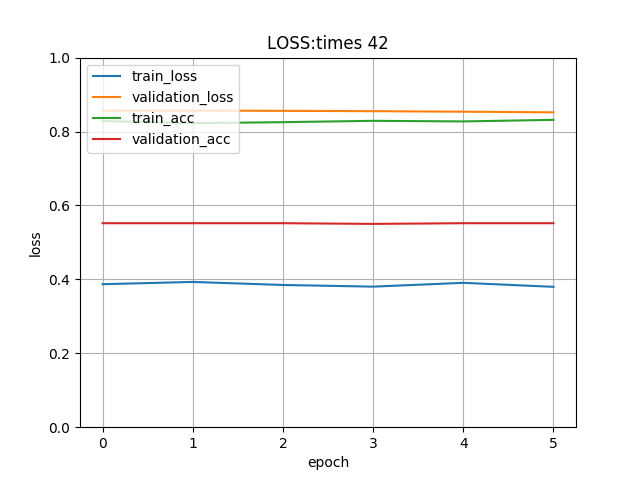 LOSS:times 42
1.0
0.8
0.6
0.4
0.2
0.0
loss
train_loss
validation_loss
train_acc
validation_acc
0 1 2 3 4 5
epoch